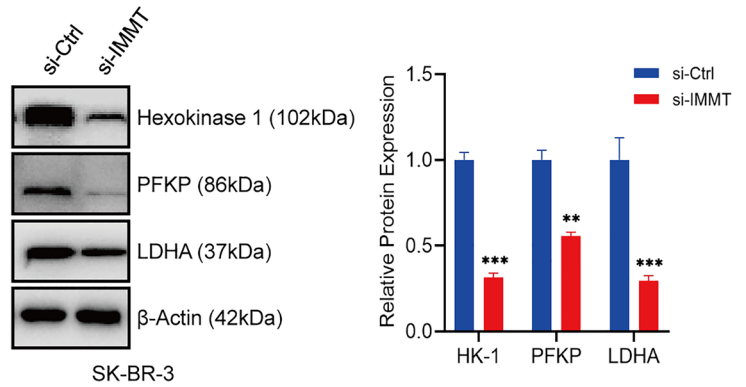 si-Ctrl
si-IMMT
Hexokinase 1 (102kDa)
PFKP (86kDa)
LDHA (37kDa)
β-Actin (42kDa)
SK-BR-3
Relative Protein Expression
1.5
1.0
0.5
0.0
si-Ctrl
si-IMMT
***
**
***
HK-1 PFKP LDHA